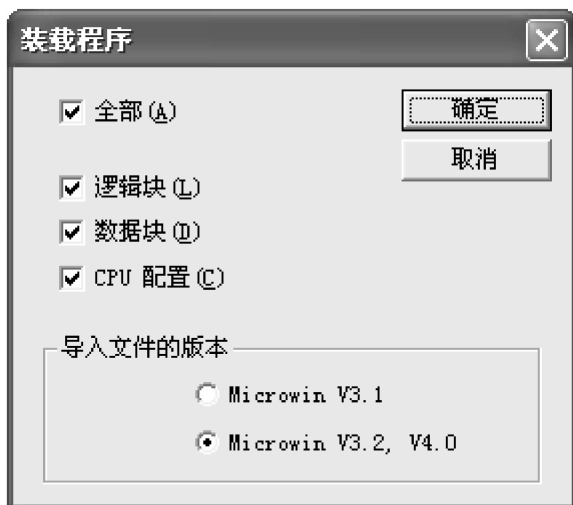 装载程序
全部(A)
确定
取消
逻辑块(L)
数据块(D)
CPU 配置(C)
导入文件的版本
Microwin V3.1
Microwin V3.2, V4.0